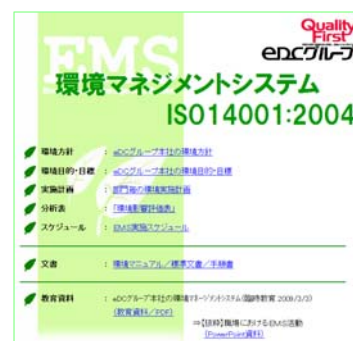 Quality
First
eDCグループ
EMS
環境マネジメントシステム
ISO14001:2004
環境方針 : eDCグループ本社の環境方針
環境目的・目標 : eDCグループ本社の環境目的・目標
実施計画 : 部門毎の環境実施計画
分析表 : 「環境影響評価表」
スケジュール : EMS実施スケジュール
文書 : 環境マニュアル/標準文書/手順書
教育資料 : eDCグループ本社の環境マネージメントシステム(臨時教育 2009/3/2)
(教育資料/PDF)
⇒【抜粋】職場におけるEMS活動
(PowerPoint資料)